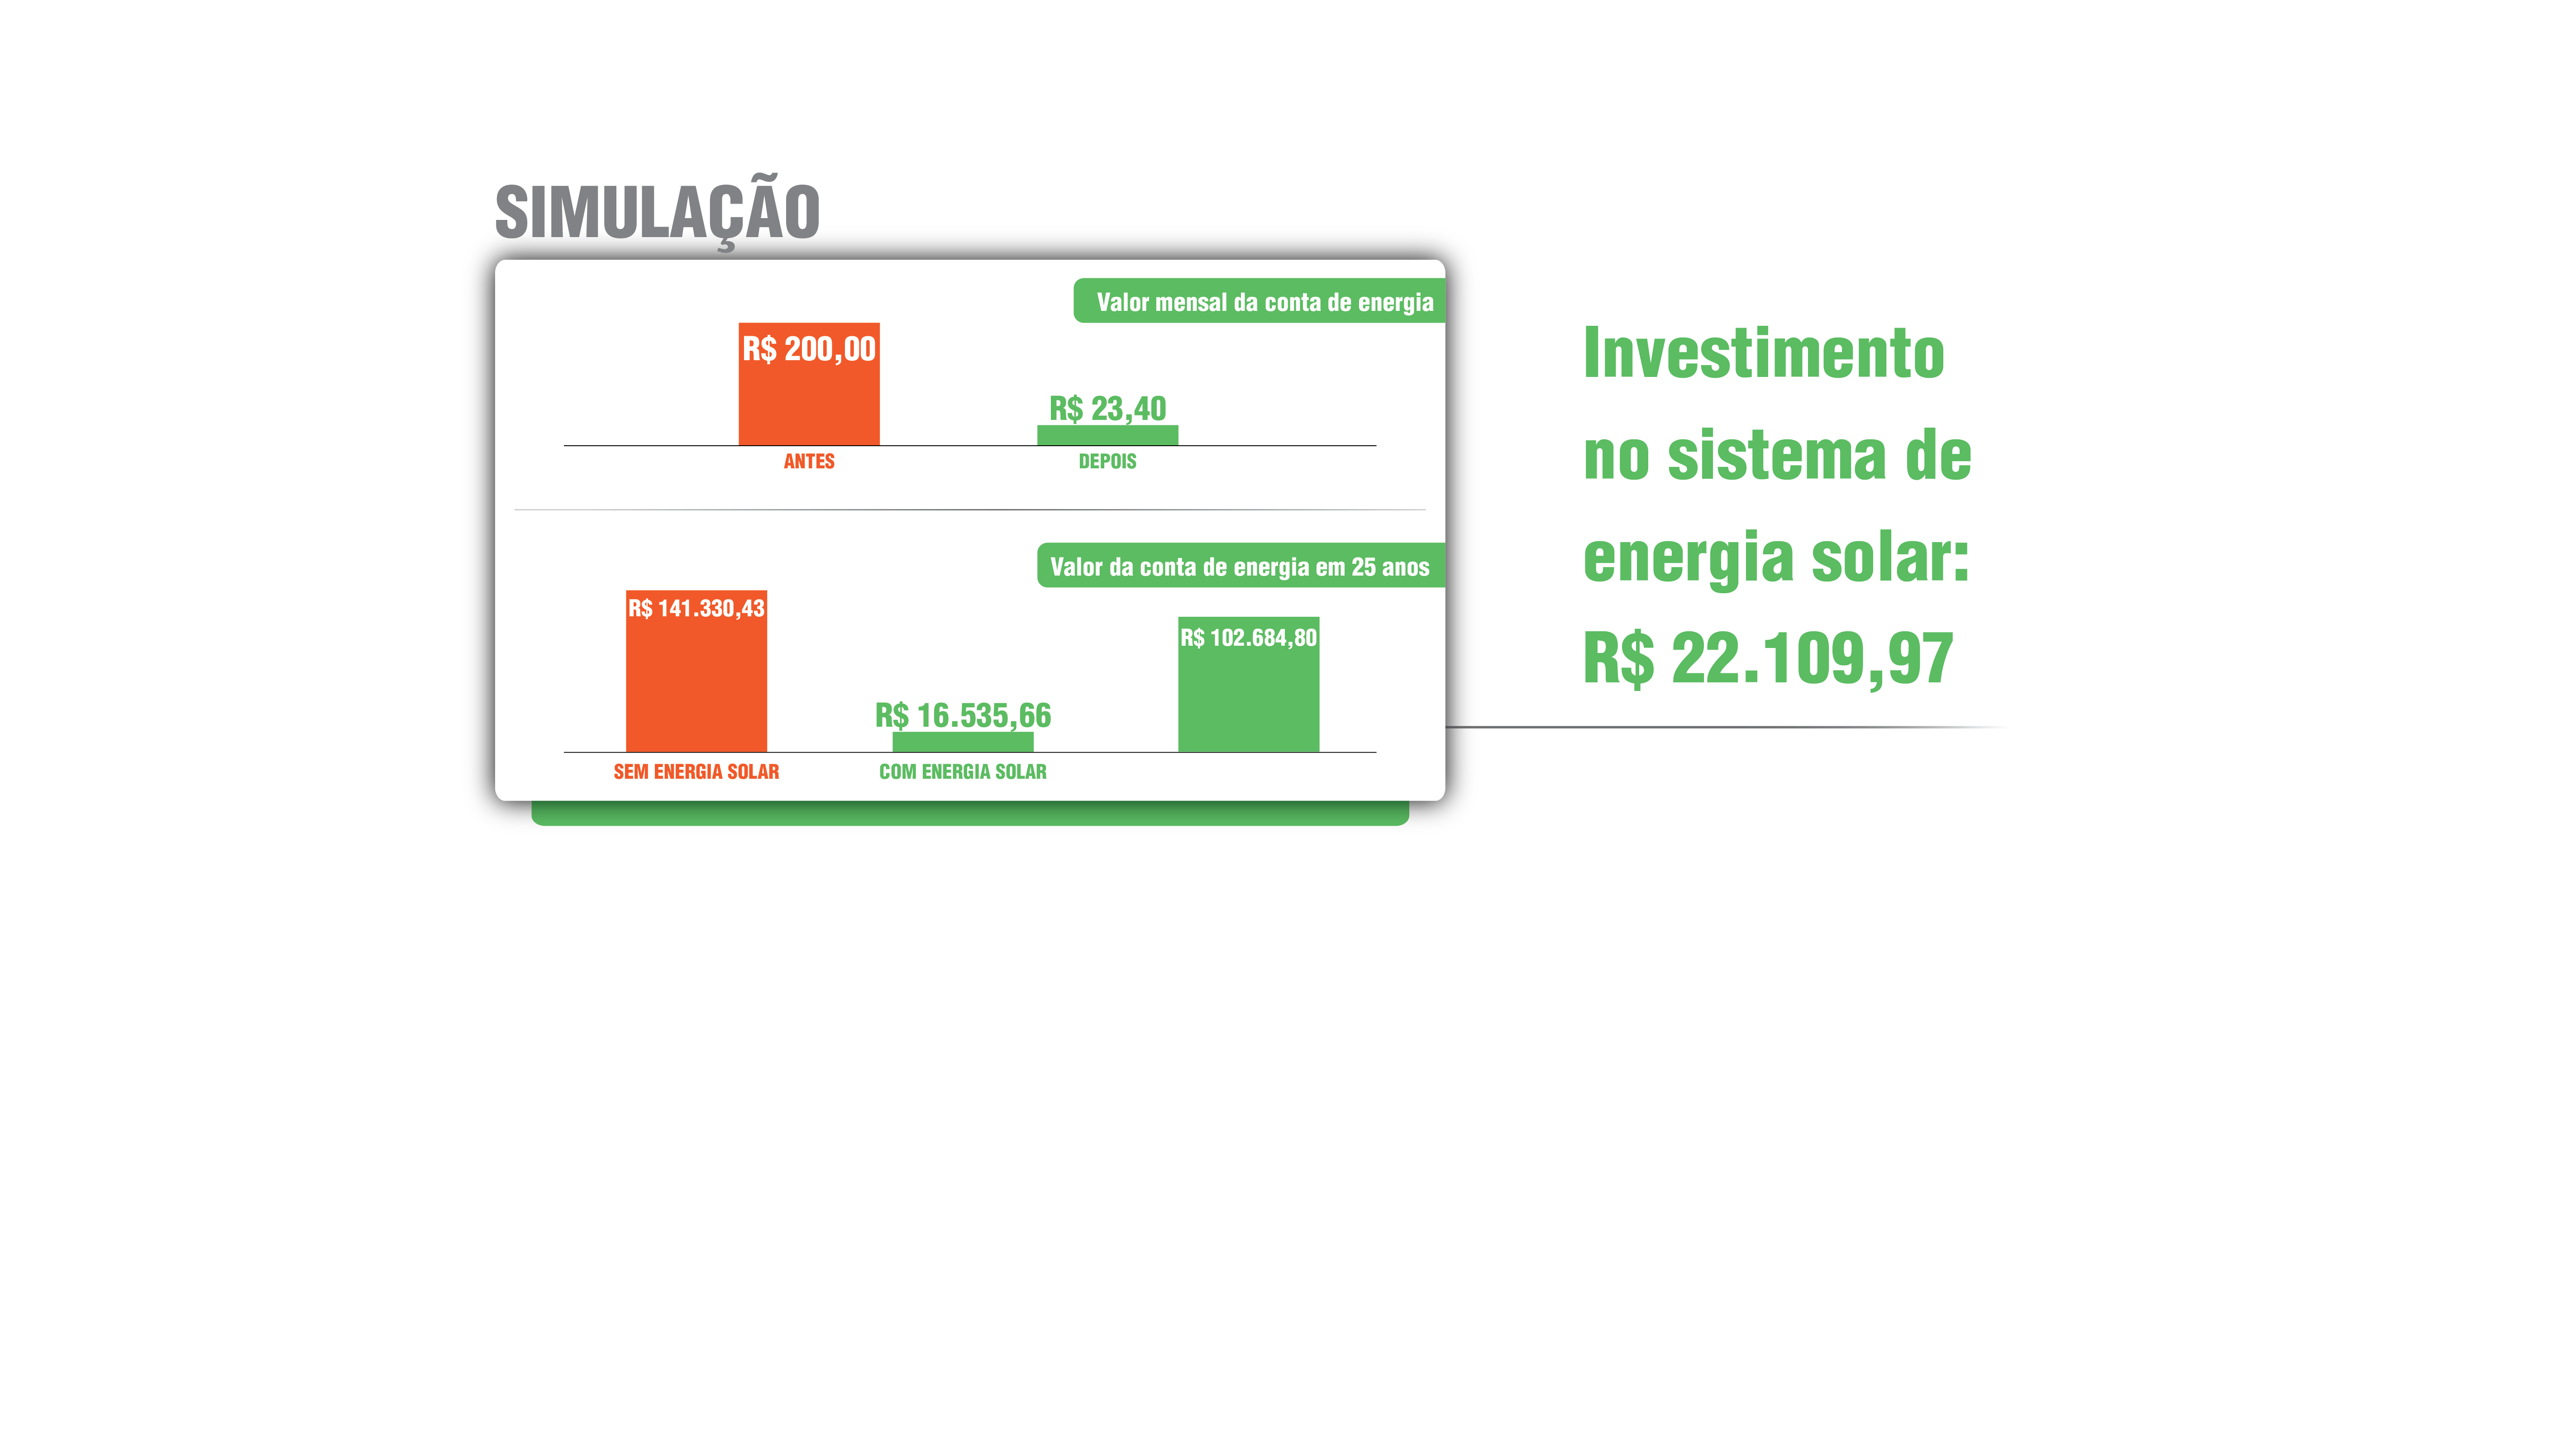 SIMULAÇÃO
Valor mensal da conta de energia
R$ 200,00
R$ 23,40
ANTES
DEPOIS
Valor da conta de energia em 25 anos
R$ 141.330,43
R$ 16.535,66
R$ 102.684,80
SEM ENERGIA SOLAR
COM ENERGIA SOLAR
Investimento
no sistema de
energia solar:
R$ 22.109,97